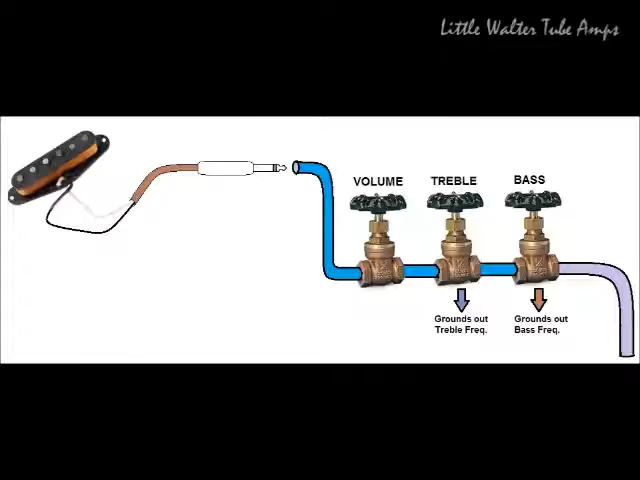 Little Walter Tube Amps
VOLUME TREBLE BASS
Grounds out
Treble Freq.
Grounds out
Bass Freq.